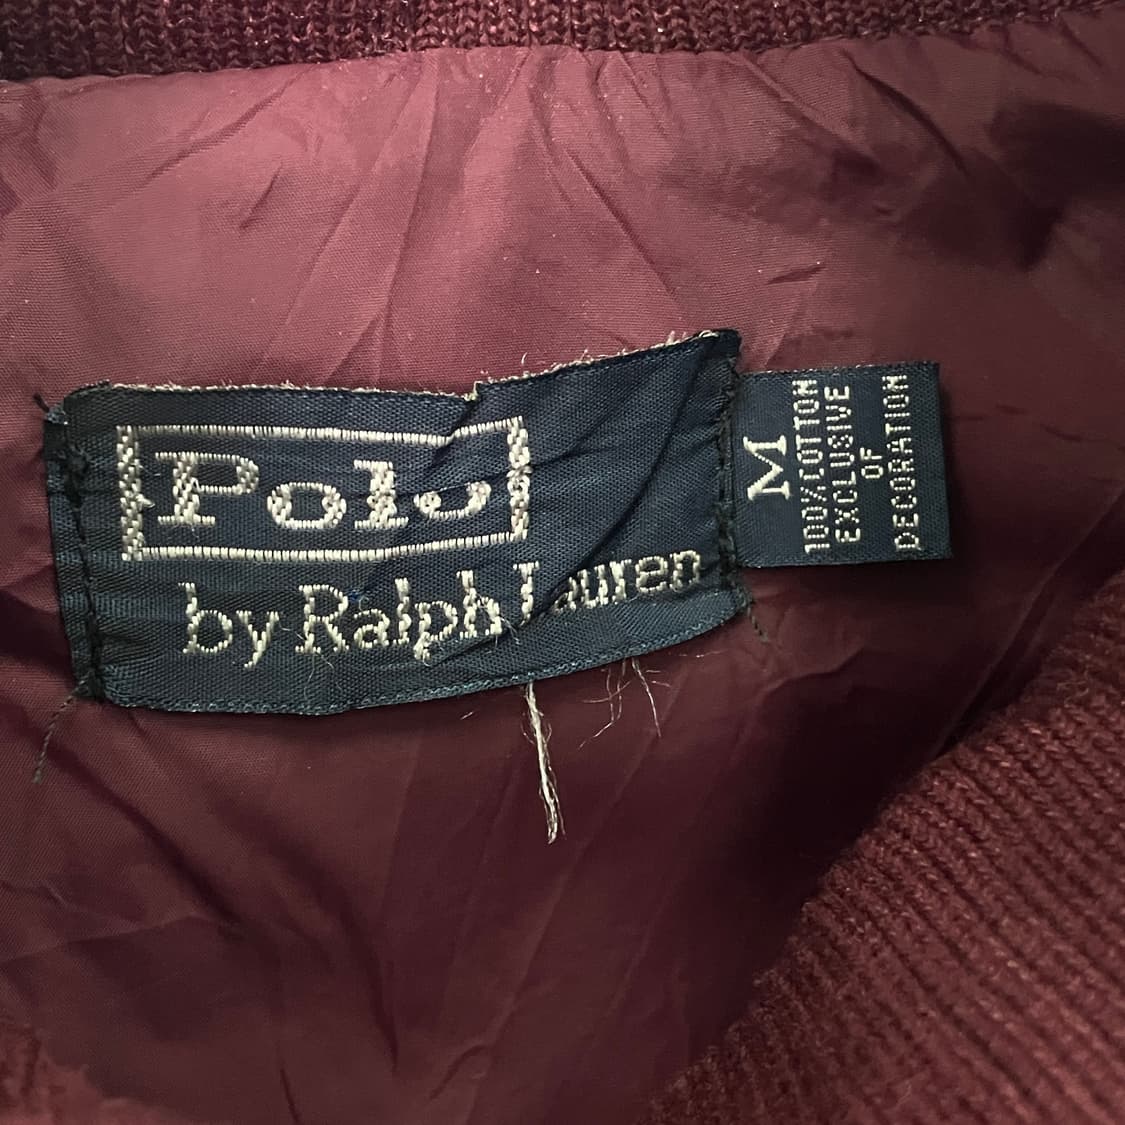 Polo
by Ralph Lauren
M
100% COTTON
EXCLUSIVE
OF
DECORATION